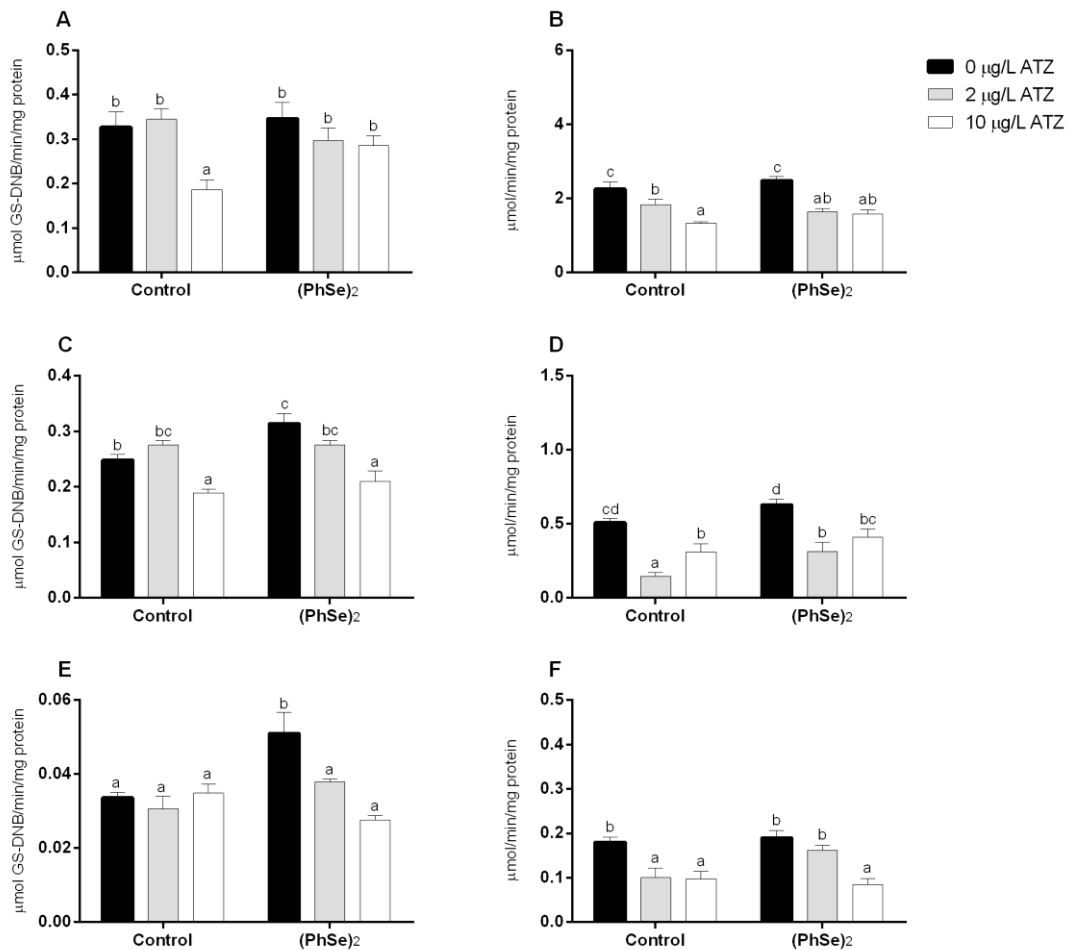 A
μmol GS-DNB/min/mg protein
0.5
0.4
0.3
0.2
0.1
0.0
b
b
a
b
b
b
Control
(PhSe)2
B
μmol/min/mg protein
6
4
2
0
c
b
a
c
ab
ab
Control
(PhSe)2
0 μg/L ATZ
2 μg/L ATZ
10 μg/L ATZ
C
μmol GS-DNB/min/mg protein
0.4
0.3
0.2
0.1
0.0
b
bc
a
c
bc
a
Control
(PhSe)2
D
μmol/min/mg protein
1.5
1.0
0.5
0.0
cd
a
b
d
b
bc
Control
(PhSe)2
E
μmol GS-DNB/min/mg protein
0.06
0.04
0.02
0.00
a
a
a
b
a
a
Control
(PhSe)2
F
μmol/min/mg protein
0.5
0.4
0.3
0.2
0.1
0.0
b
a
a
b
b
a
Control
(PhSe)2